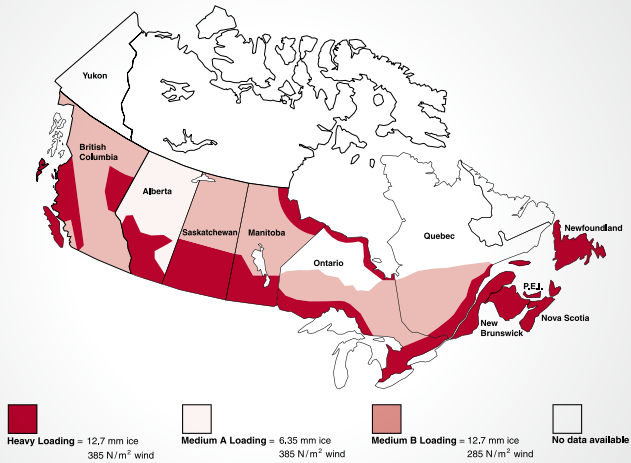 Yukon
British
Columbia
Alberta
Saskatchewan
Manitoba
Ontario
Quebec
Newfoundland
P.E.I.
Nova Scotia
New
Brunswick
Heavy Loading = 12.7 mm ice
385 N/m² wind
Medium A Loading = 6.35 mm ice
385 N/m² wind
Medium B Loading = 12.7 mm ice
285 N/m² wind
No data available